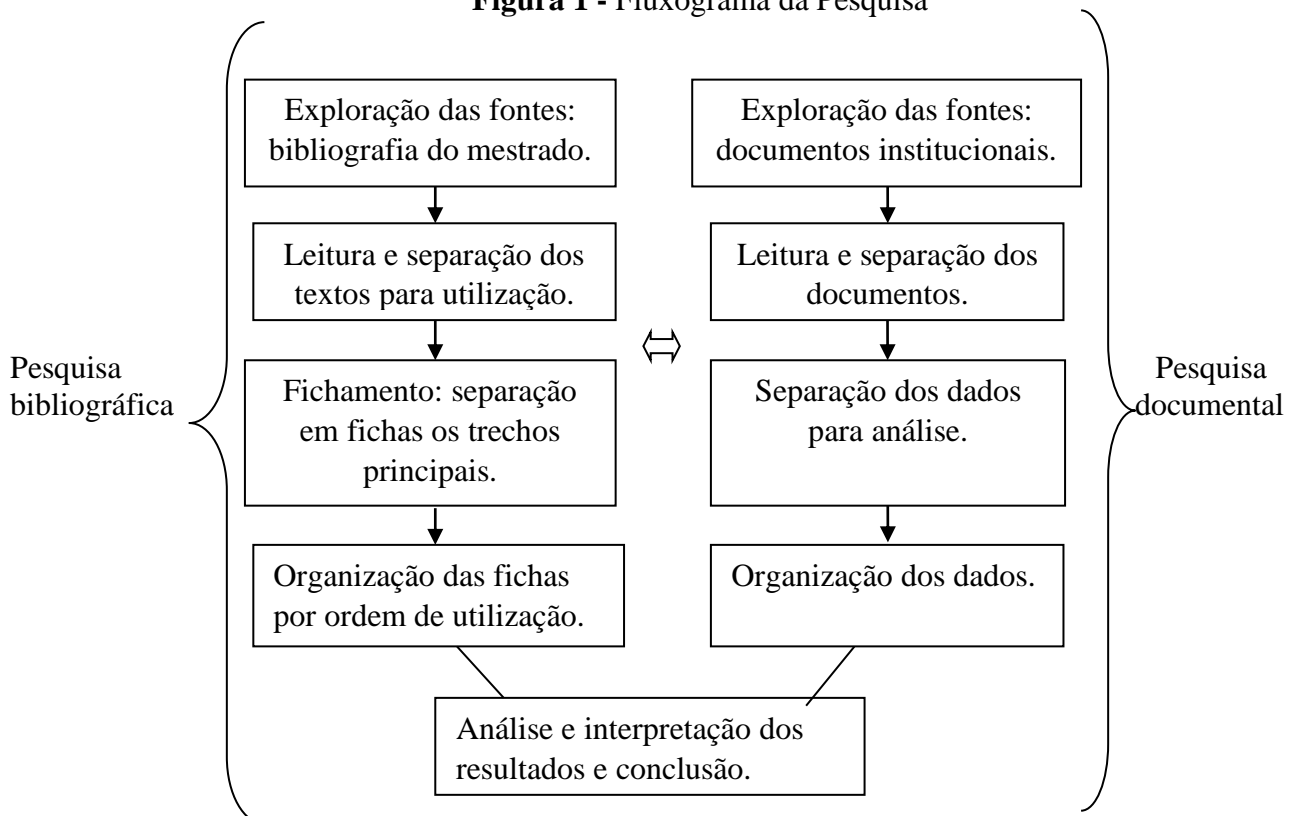 Figura 1 - Fluxograma da Pesquisa
Exploração das fontes:
bibliografia do mestrado.
Exploração das fontes:
documentos institucionais.
Leitura e separação dos
textos para utilização.
Leitura e separação dos
documentos.
Pesquisa
bibliográfica
Fichamento: separação
em fichas os trechos
principais.
Separação dos dados
para análise.
Pesquisa
documental
Organização das fichas
por ordem de utilização.
Organização dos dados.
Análise e interpretação dos
resultados e conclusão.